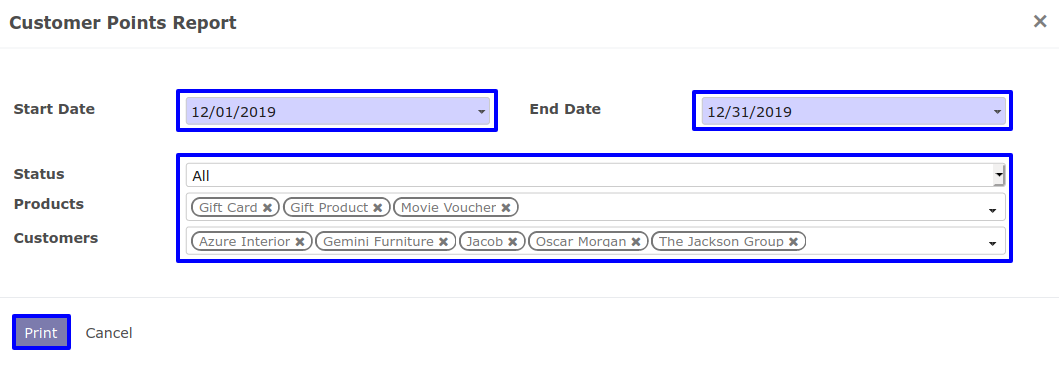 Customer Points Report ×
Start Date 12/01/2019 End Date 12/31/2019
Status All
Products Gift Card ✖ Gift Product ✖ Movie Voucher ✖
Customers Azure Interior ✖ Gemini Furniture ✖ Jacob ✖ Oscar Morgan ✖ The Jackson Group ✖
Print Cancel